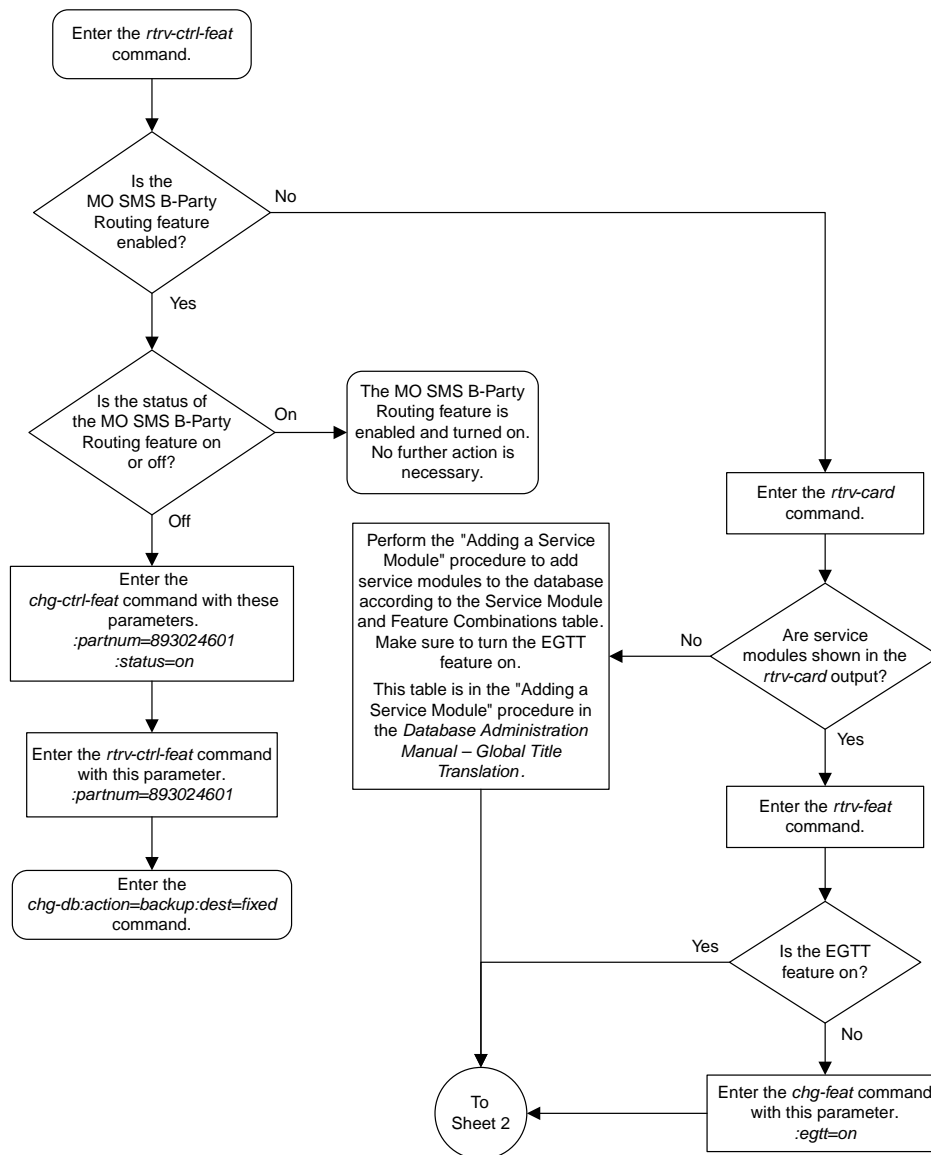 Enter the rtrv-ctrl-feat
command.
Is the
MO SMS B-Party
Routing feature
enabled?
No
Yes
Is the status of
the MO SMS B-Party
Routing feature on
or off?
On
The MO SMS B-Party
Routing feature is
enabled and turned on.
No further action is
necessary.
Off
Enter the
chg-ctrl-feat command with these
parameters.
:partnum=893024601
:status=on
Enter the rtrv-ctrl-feat command
with this parameter.
:partnum=893024601
Enter the
chg-db:action=backup:dest=fixed
command.
Enter the rtrv-card
command.
Are service
modules shown in the
rtrv-card output?
No
Perform the "Adding a Service
Module" procedure to add
service modules to the database
according to the Service Module
and Feature Combinations table.
Make sure to turn the EGTT
feature on.
This table is in the "Adding a
Service Module" procedure in
the Database Administration
Manual – Global Title
Translation.
Yes
Enter the rtrv-feat
command.
Is the EGTT
feature on?
Yes
No
Enter the chg-feat command
with this parameter.
:egtt=on
To
Sheet 2